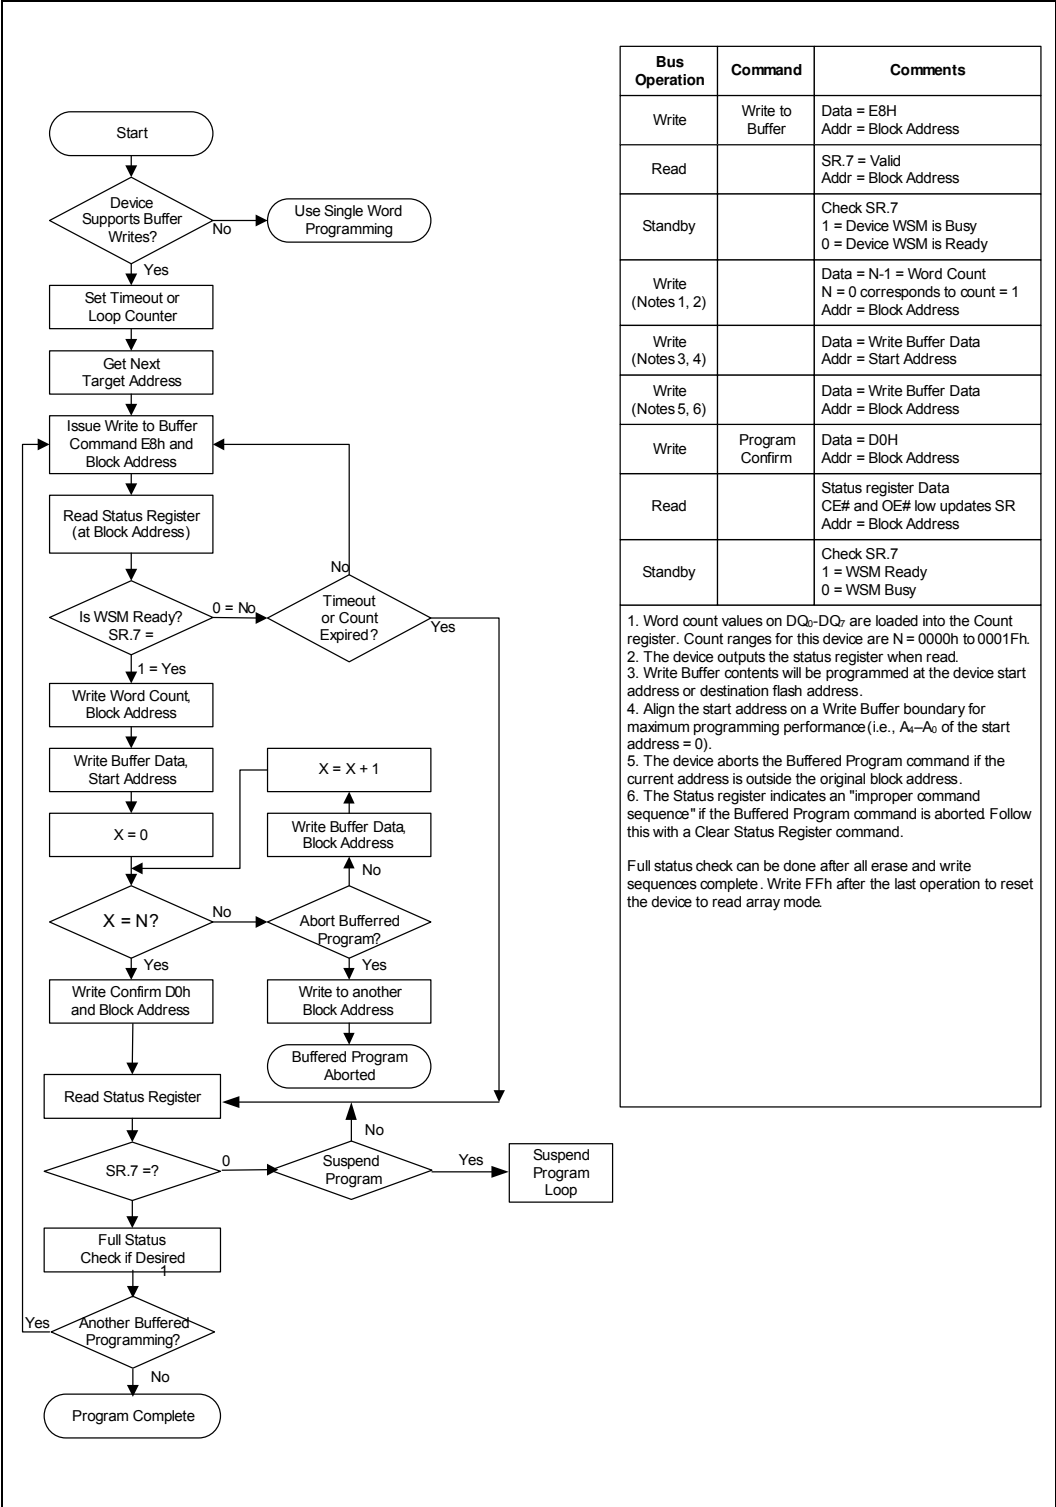 Start
Device
Supports Buffer
Writes?
No
Use Single Word
Programming
Yes
Set Timeout or
Loop Counter
Get Next
Target Address
Issue Write to Buffer
Command E8h and
Block Address
Read Status Register
(at Block Address)
No
Is WSM Ready?
SR.7 =
0 = No
Timeout
or Count
Expired?
Yes
1 = Yes
Write Word Count,
Block Address
Write Buffer Data,
Start Address
X = X + 1
X = 0
Write Buffer Data,
Block Address
No
X = N?
No
Abort Bufferred
Program?
Yes
Yes
Write Confirm D0h
and Block Address
Write to another
Block Address
Buffered Program
Aborted
Read Status Register
No
SR.7 =?
0
Suspend
Program
Yes
Suspend
Program
Loop
Full Status
Check if Desired
1
Another Buffered
Programming?
Yes
No
Program Complete
Bus
Operation
Command
Comments
Write
Write to
Buffer
Data = E8H
Addr = Block Address
Read
SR.7 = Valid
Addr = Block Address
Standby
Check SR.7
1 = Device WSM is Busy
0 = Device WSM is Ready
Write
(Notes 1, 2)
Data = N-1 = Word Count
N = 0 corresponds to count = 1
Addr = Block Address
Write
(Notes 3, 4)
Data = Write Buffer Data
Addr = Start Address
Write
(Notes 5, 6)
Data = Write Buffer Data
Addr = Block Address
Write
Program
Confirm
Data = D0H
Addr = Block Address
Read
Status register Data
CE# and OE# low updates SR
Addr = Block Address
Standby
Check SR.7
1 = WSM Ready
0 = WSM Busy
1. Word count values on DQ₀-DQ₇ are loaded into the Count
register. Count ranges for this device are N = 0000h to 0001Fh.
2. The device outputs the status register when read.
3. Write Buffer contents will be programmed at the device start
address or destination flash address.
4. Align the start address on a Write Buffer boundary for
maximum programming performance (i.e., A₄–A₀ of the start
address = 0).
5. The device aborts the Buffered Program command if the
current address is outside the original block address.
6. The Status register indicates an "improper command
sequence" if the Buffered Program command is aborted. Follow
this with a Clear Status Register command.
Full status check can be done after all erase and write
sequences complete. Write FFh after the last operation to reset
the device to read array mode.